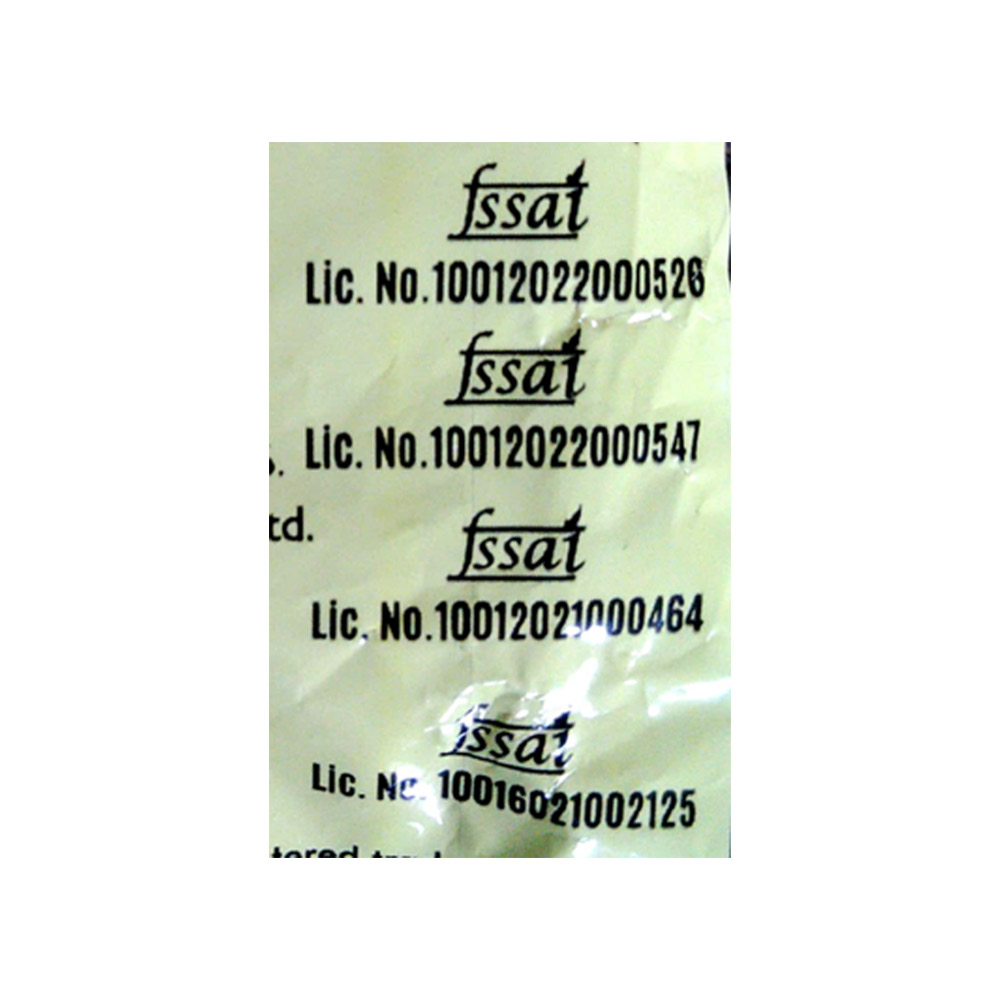 fssai
Lic. No.10012022000526
fssai
Lic. No.10012022000547
td.
fssai
Lic. No.10012021000464
fssai
Lic. No. 10016021002125